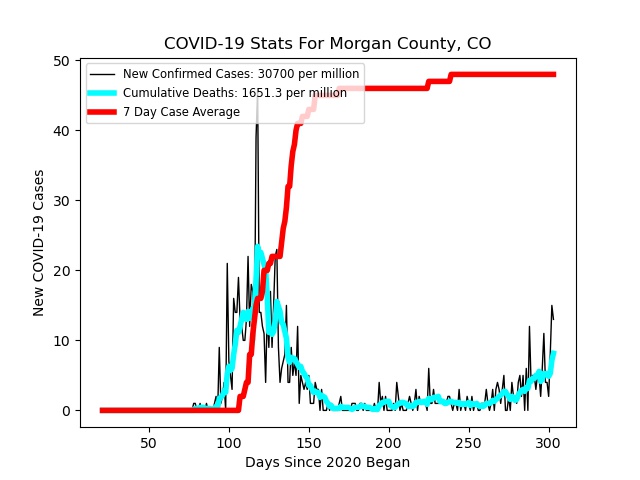 COVID-19 Stats For Morgan County, CO
New Confirmed Cases: 30700 per million
Cumulative Deaths: 1651.3 per million
7 Day Case Average
50
40
30
20
10
0
New COVID-19 Cases
50 100 150 200 250 300
Days Since 2020 Began